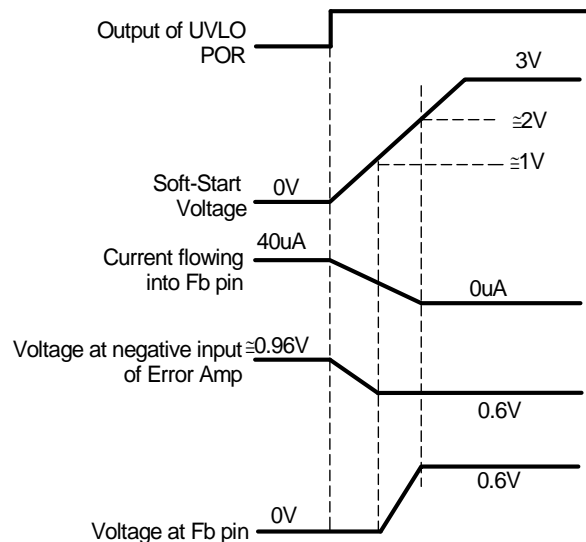 Output of UVLO
POR
3V
≅2V
≅1V
Soft-Start
Voltage
0V
40uA
Current flowing
into Fb pin
0uA
Voltage at negative input
of Error Amp
≅0.96V
0.6V
0.6V
0V
Voltage at Fb pin